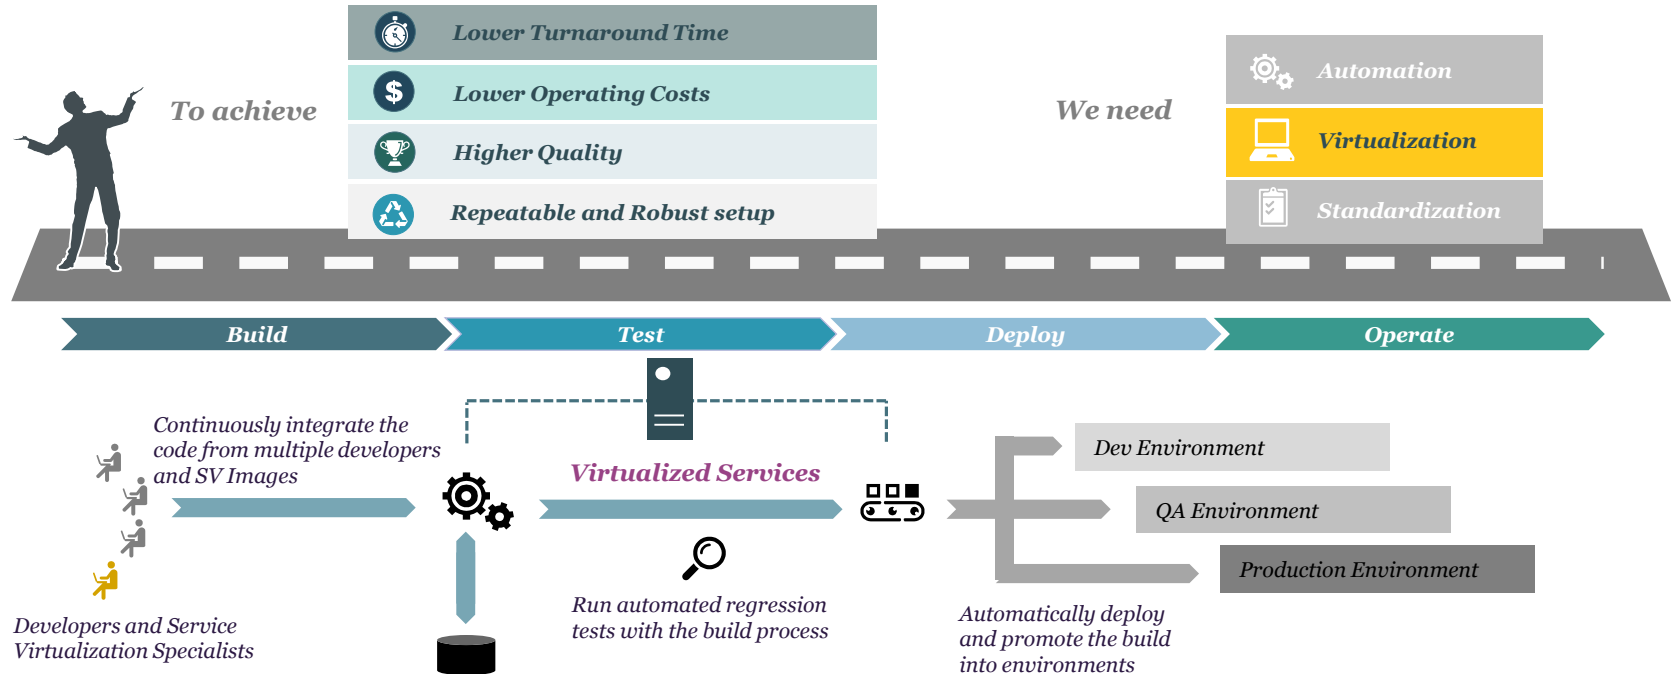 To achieve
Lower Turnaround Time
Lower Operating Costs
Higher Quality
Repeatable and Robust setup
We need
Automation
Virtualization
Standardization
Build
Test
Deploy
Operate
Continuously integrate the
code from multiple developers
and SV Images
Developers and Service
Virtualization Specialists
Virtualized Services
Run automated regression
tests with the build process
Automatically deploy
and promote the build
into environments
Dev Environment
QA Environment
Production Environment